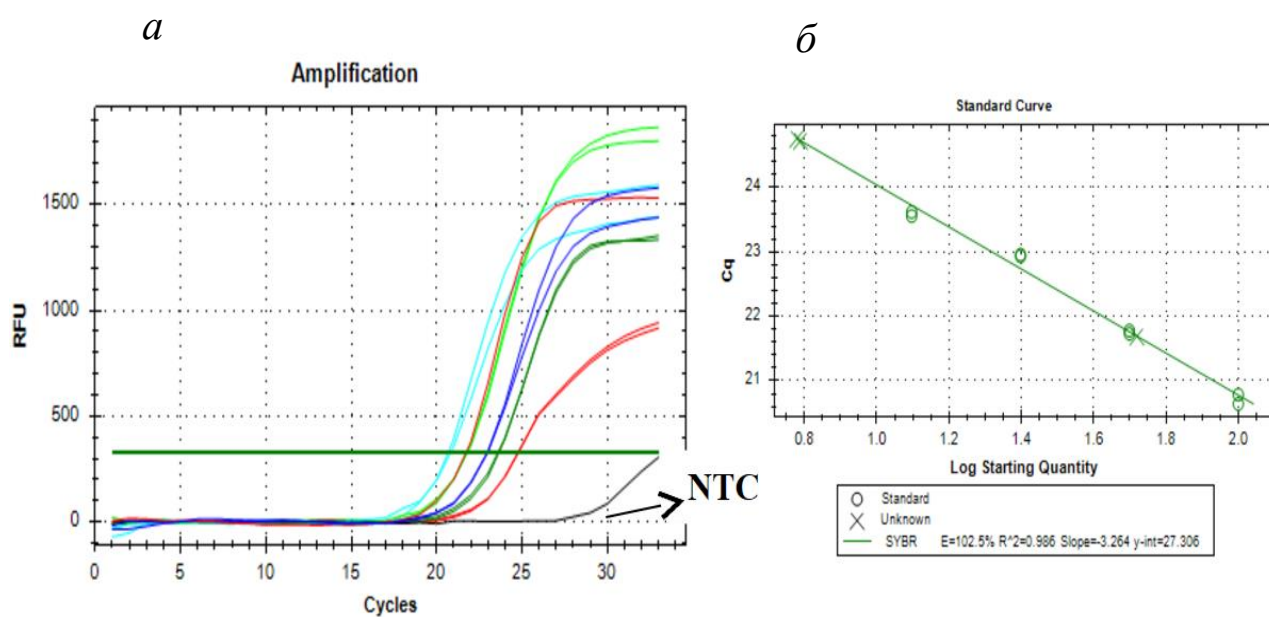 а
Amplification
RFU
1500
1000
500
0
0 5 10 15 20 25 30
Cycles
NTC
б
Standard Curve
Cq
24
23
22
21
0.8 1.0 1.2 1.4 1.6 1.8 2.0
Log Starting Quantity
Standard
Unknown
SYBR E=102.5% R^2=0.986 Slope=-3.264 y-int=27.306